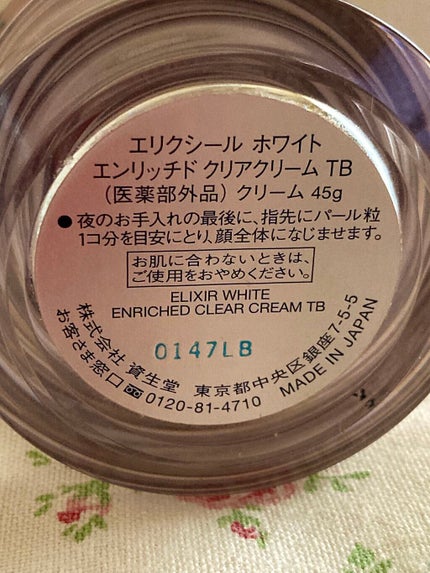 エリクシール ホワイト
エンリッチド クリアクリーム TB
（医薬部外品）クリーム 45g
●夜のお手入れの最後に、指先にパール粒
1コ分を目安にとり、顔全体になじませます。
お肌に合わないときは、
ご使用をおやめください。
ELIXIR WHITE
ENRICHED CLEAR CREAM TB
0147LB
株式会社 資生堂 東京都中央区銀座7-5-5
お客さま窓口 0120-81-4710 MADE IN JAPAN